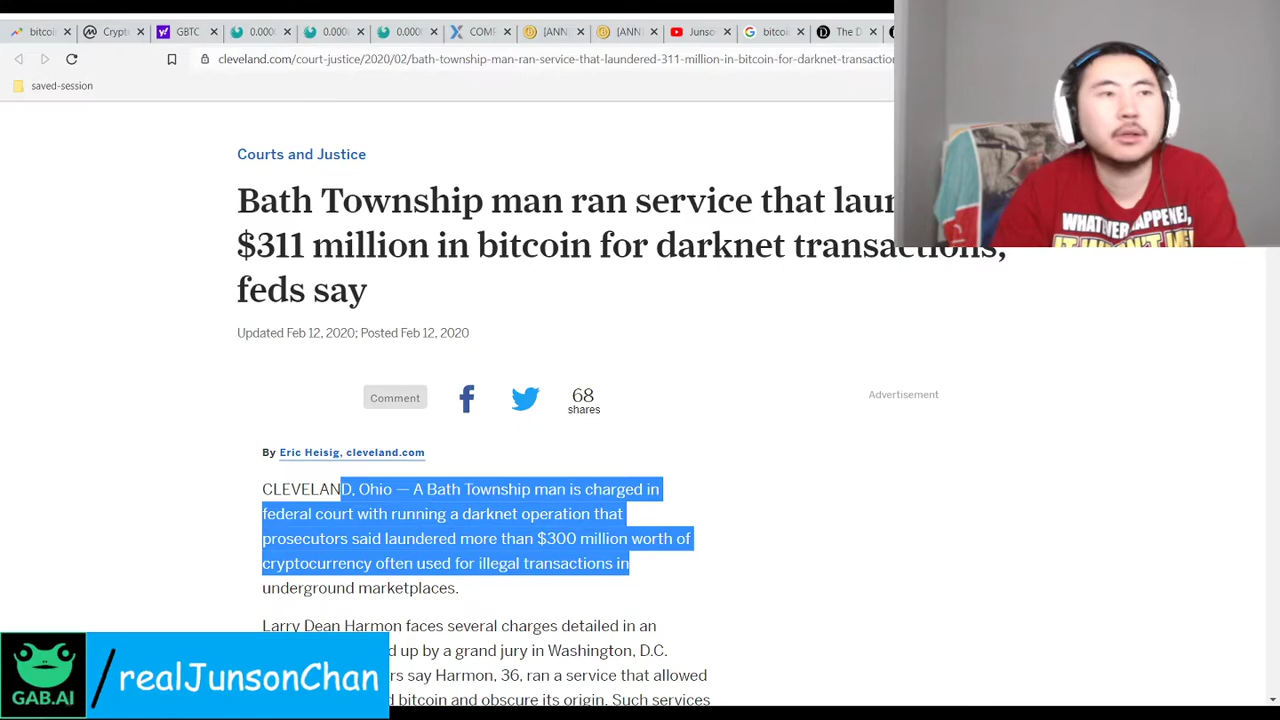 bitcoi
Crypt
GBTC
0.000
0.000
0.000
COMF
[ANN
[ANN
Junso
bitcoi
The D
cleveland.com/court-justice/2020/02/bath-township-man-ran-service-that-laundered-311-million-in-bitcoin-for-darknet-transactio
saved-session
WHATEVER HAPPENED,
Courts and Justice
Bath Township man ran service that laun
$311 million in bitcoin for darknet transactions,
feds say
Updated Feb 12, 2020; Posted Feb 12, 2020
Comment
68
shares
Advertisement
By Eric Heisig, cleveland.com
CLEVELAND, Ohio — A Bath Township man is charged in
federal court with running a darknet operation that
prosecutors said laundered more than $300 million worth of
cryptocurrency often used for illegal transactions in
underground marketplaces.
Larry Dean Harmon faces several charges detailed in an
d up by a grand jury in Washington, D.C.
rs say Harmon, 36, ran a service that allowed
d bitcoin and obscure its origin. Such services
GAB.AI
/realJunsonChan